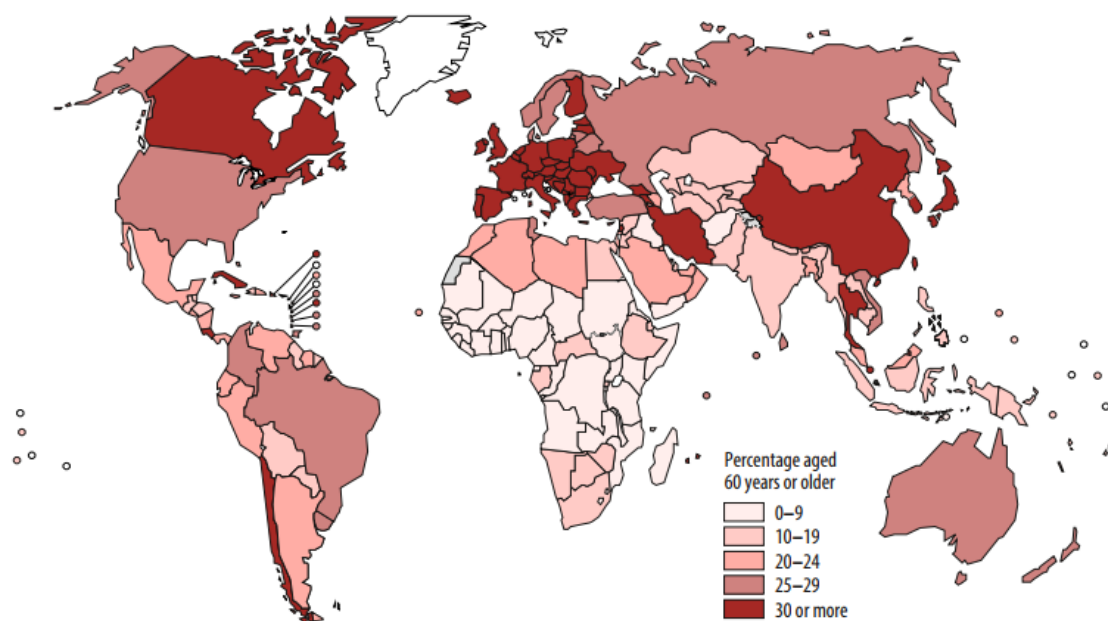 Percentage aged
60 years or older
0–9
10–19
20–24
25–29
30 or more